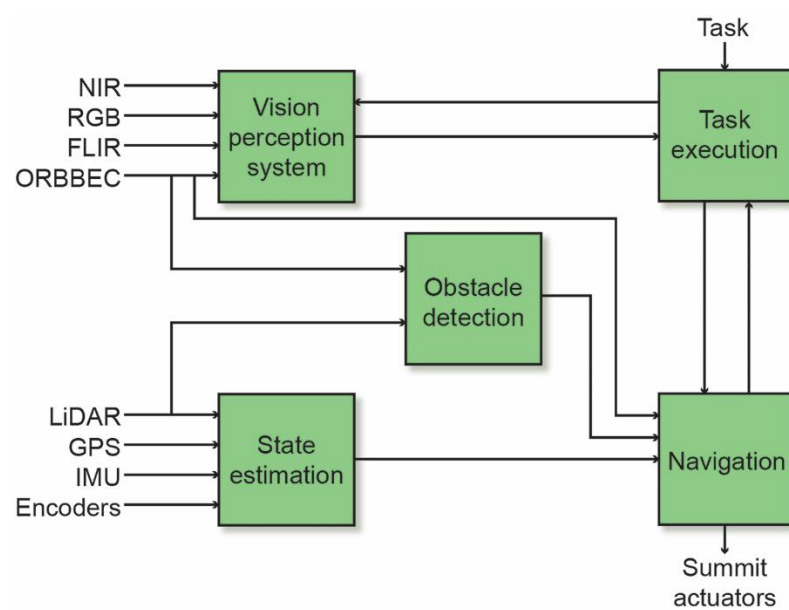 Task
NIR
RGB
FLIR
ORBBEC
Vision
perception
system
Task
execution
Obstacle
detection
LiDAR
GPS
IMU
Encoders
State
estimation
Navigation
Summit
actuators